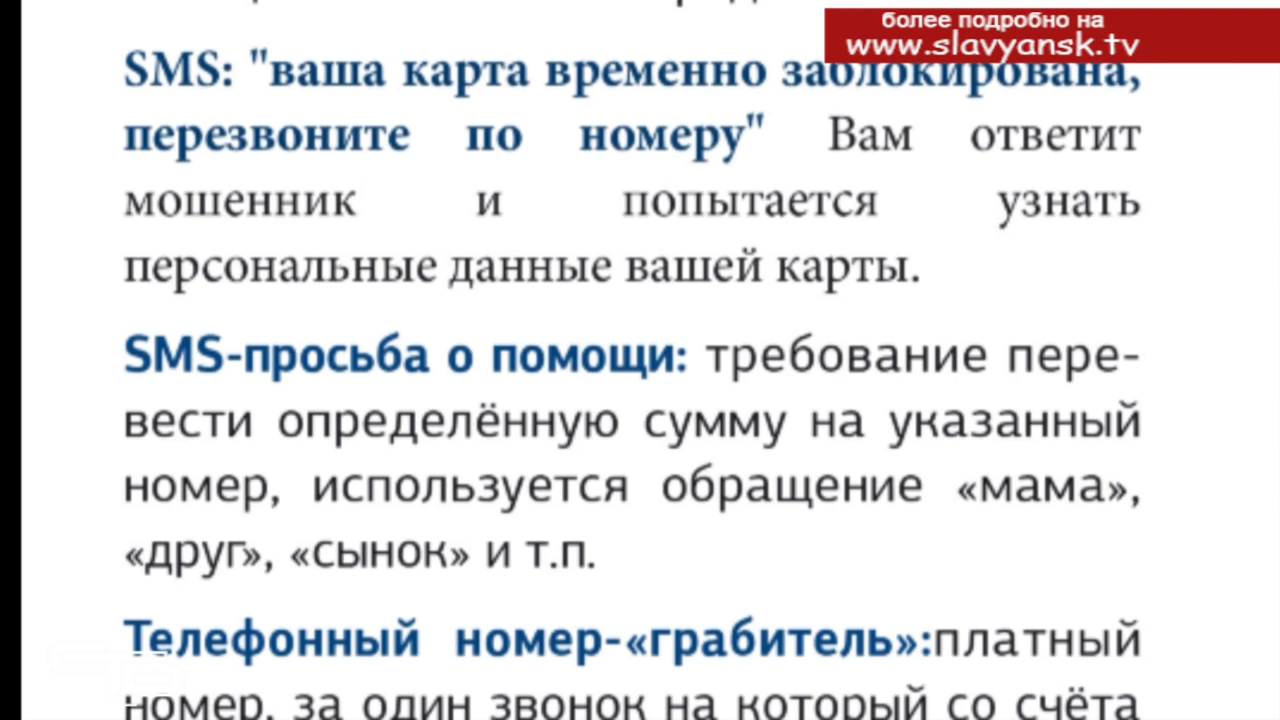 более подробно на
www.slavyansk.tv
SMS: "ваша карта временно заблокирована,
перезвоните по номеру" Вам ответит
мошенник и попытается узнать
персональные данные вашей карты.
SMS-просьба о помощи: требование пере-
вести определённую сумму на указанный
номер, используется обращение «мама»,
«друг», «сынок» и т.п.
Телефонный номер-«грабитель»:платный
номер, за один звонок на который со счёта